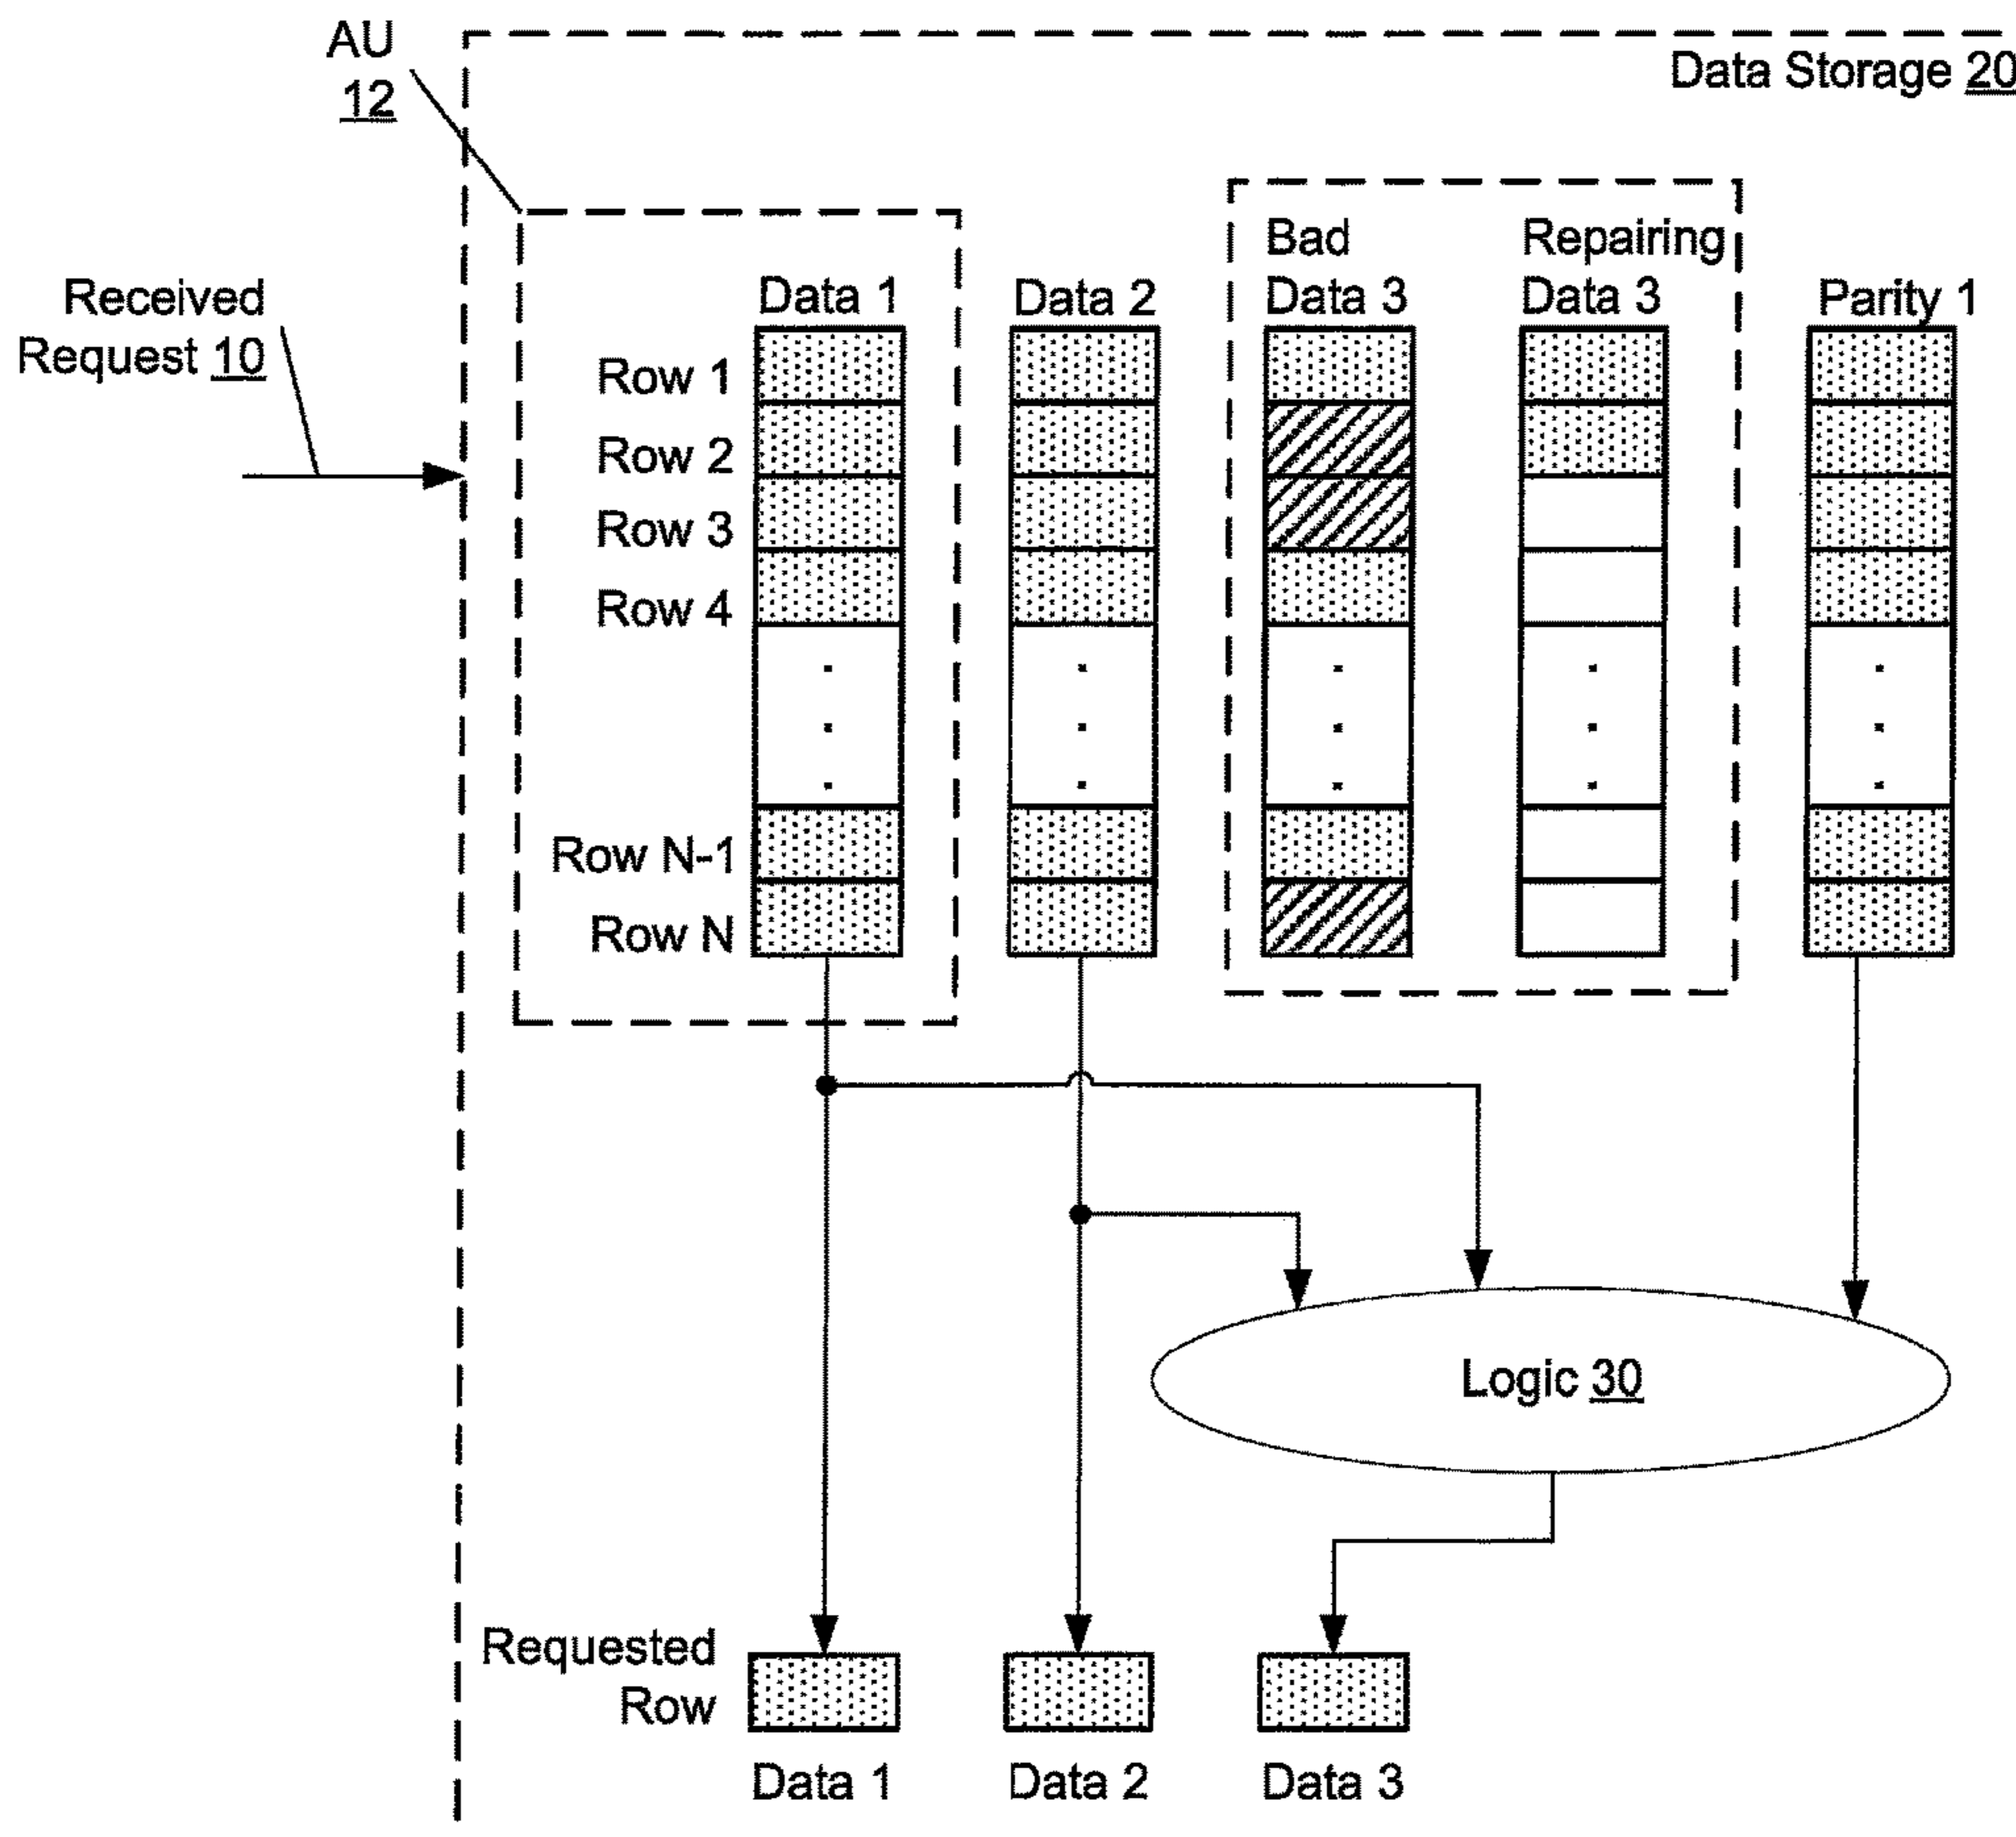 AU
12
Data Storage 20
Received
Request 10
Data 1
Data 2
Bad
Data 3
Repairing
Data 3
Parity 1
Row 1
Row 2
Row 3
Row 4
Row N-1
Row N
Logic 30
Requested
Row
Data 1
Data 2
Data 3